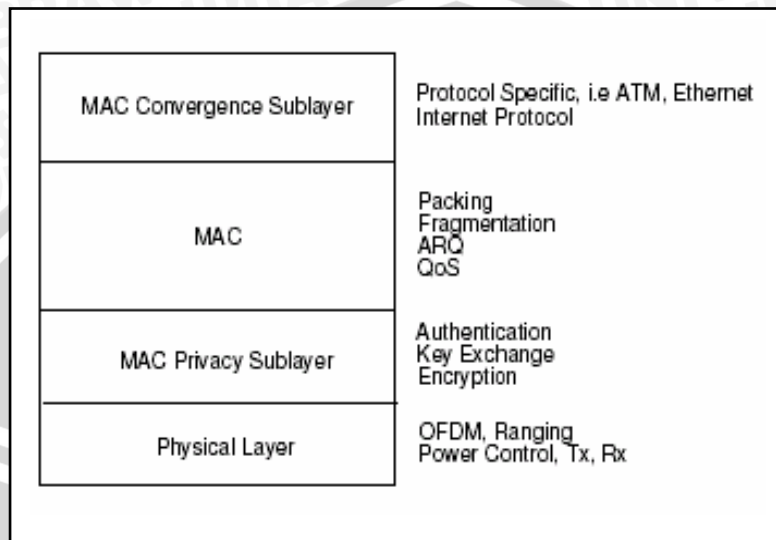 MAC Convergence Sublayer
Protocol Specific, i.e ATM, Ethernet
Internet Protocol
MAC
Packing
Fragmentation
ARQ
QoS
MAC Privacy Sublayer
Authentication
Key Exchange
Encryption
Physical Layer
OFDM, Ranging
Power Control, Tx, Rx